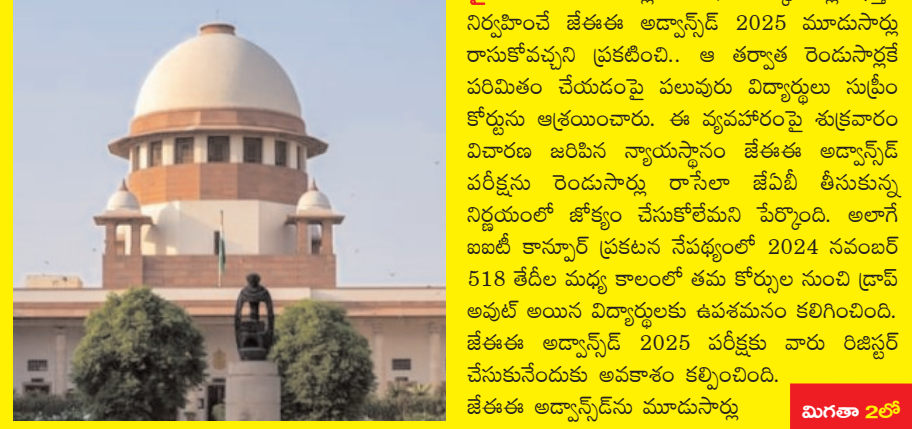 నిర్వహించే జేఈఈ అడ్వాన్స్‌డ్ 2025 మూడుసార్లు
రాసుకోవచ్చని ప్రకటించి.. ఆ తర్వాత రెండుసార్లకే
పరిమితం చేయడంపై పలువురు విద్యార్థులు సుప్రీం
కోర్టును ఆశ్రయించారు. ఈ వ్యవహారంపై శుక్రవారం
విచారణ జరిపిన న్యాయస్థానం జేఈఈ అడ్వాన్స్‌డ్
పరీక్షను రెండుసార్లు రాసేలా జేఏబీ తీసుకున్న
నిర్ణయంలో జోక్యం చేసుకోలేమని పేర్కొంది. అలాగే
ఐఐటీ కాన్పూర్ ప్రకటన నేపథ్యంలో 2024 నవంబర్
518 తేదీల మధ్య కాలంలో తమ కోర్సుల నుంచి డ్రాప్
అవుట్ అయిన విద్యార్థులకు ఉపశమనం కలిగించింది.
జేఈఈ అడ్వాన్స్‌డ్ 2025 పరీక్షకు వారు రిజిస్టర్
చేసుకునేందుకు అవకాశం కల్పించింది.
జేఈఈ అడ్వాన్స్‌డ్‌ను మూడుసార్లు
మిగతా 2లో